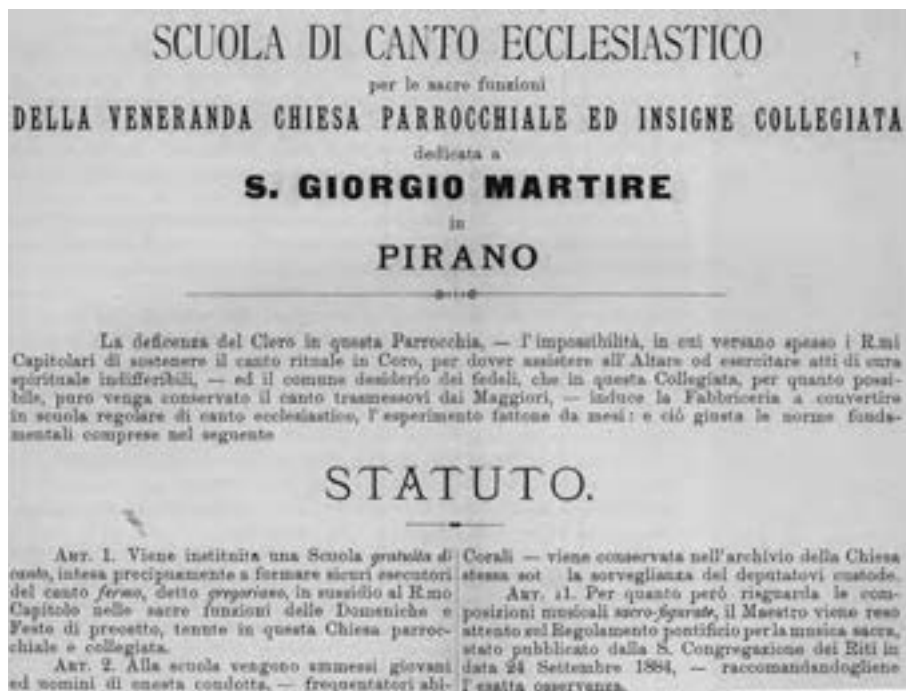 SCUOLA DI CANTO ECCLESIASTICO
per le sacre funzioni
DELLA VENERANDA CHIESA PARROCCHIALE ED INSIGNE COLLEGIATA
dedicata a
S. GIORGIO MARTIRE
in
PIRANO
La deficenza del Clero in questa Parrocchia, — l'impossibilità, in cui versano spesso i R.mi
Capitolari di sostenere il canto rituale in Coro, per dover assistere all'Altare od esercitare atti di cura
spirituale indifferibili, — ed il comune desiderio dei fedeli, che in questa Collegiata, per quanto possi-
bile, puro venga conservato il canto trasmessovi dai Maggiori, — induce la Fabbriceria a convertire
in scuola regolare di canto ecclesiastico, l'esperimento fattone da mesi: e ciò giusta le norme funda-
mentali comprese nel seguente
STATUTO.
ART. 1. Viene instituita una Scuola gratuita di
canto, intesa precipuamente a formare sicuri esecutori
del canto fermo, detto gregoriano, in sussidio al R.mo
Capitolo nelle sacre funzioni delle Domeniche e
Feste di precetto, tenute in questa Chiesa parroc-
chiale e collegiata.
ART. 2. Alla scuola vengono ammessi giovani
ed uomini di onesta condotta, — frequentatori abi-
Corali — viene conservata nell'archivio della Chiesa
stessa sot la sorveglianza del deputatovi custode.
ART. 11. Per quanto però risguarda le com-
posizioni musicali sacro-figurate, il Maestro viene reso
attento sul Regolamento pontificio per la musica sacra,
stato pubblicato dalla S. Congregazione dei Riti in
data 24 Settembre 1884, — raccomandandogliene
l'esatta osservanza.